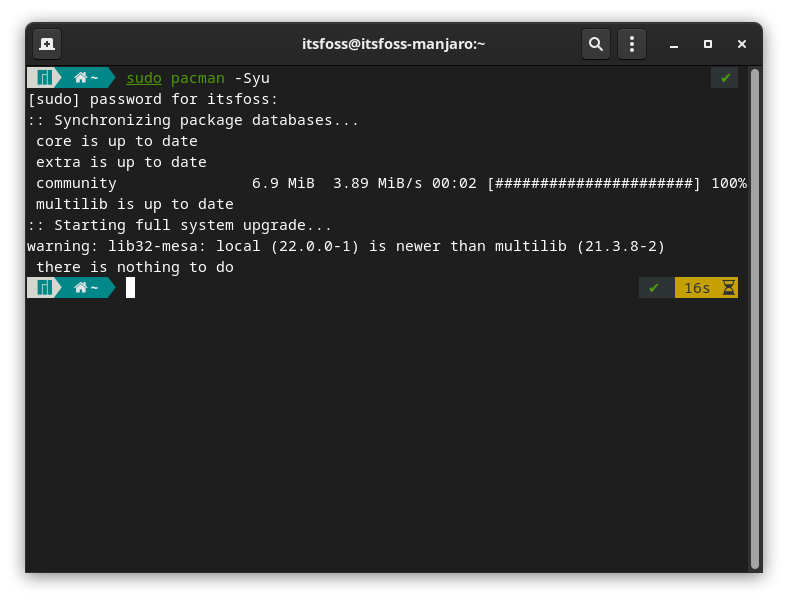 itsfoss@itsfoss-manjaro:~
~ sudo pacman -Syu ✔
[sudo] password for itsfoss:
:: Synchronizing package databases...
core is up to date
extra is up to date
community 6.9 MiB 3.89 MiB/s 00:02 [######################] 100%
multilib is up to date
:: Starting full system upgrade...
warning: lib32-mesa: local (22.0.0-1) is newer than multilib (21.3.8-2)
there is nothing to do
~ ✔ 16s